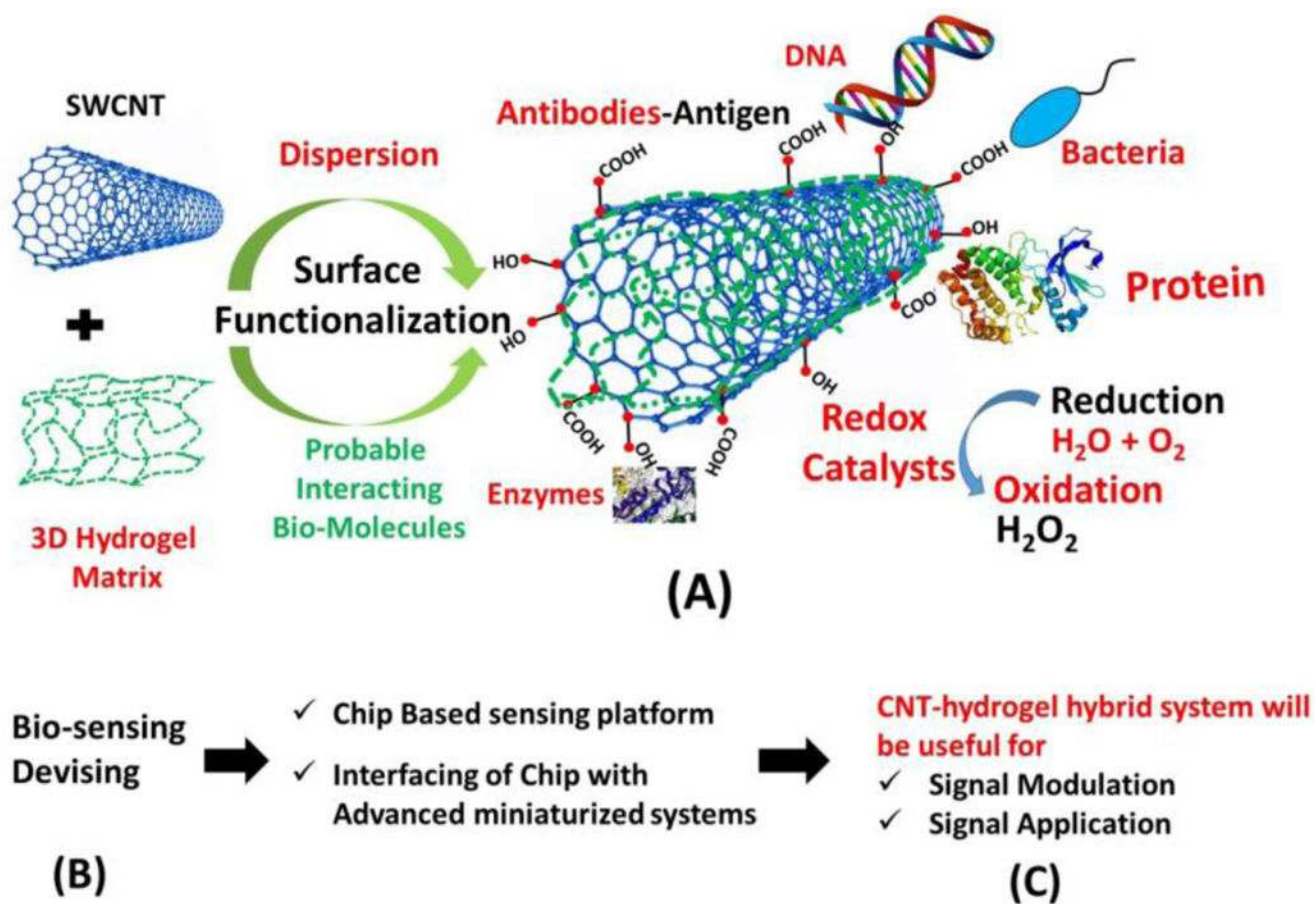 SWCNT
3D Hydrogel
Matrix
Dispersion
Surface
Functionalization
Probable
Interacting
Bio-Molecules
Antibodies-Antigen
DNA
Bacteria
Protein
COOH
COOH
OH
COOH
OH
COO
OH
COOH
OH
COOH
HO
HO
Enzymes
Redox
Catalysts
Reduction
H₂O + O₂
Oxidation
H₂O₂
(A)
Bio-sensing
Devising
✓ Chip Based sensing platform
✓ Interfacing of Chip with
Advanced miniaturized systems
CNT-hydrogel hybrid system will
be useful for
✓ Signal Modulation
✓ Signal Application
(B)
(C)